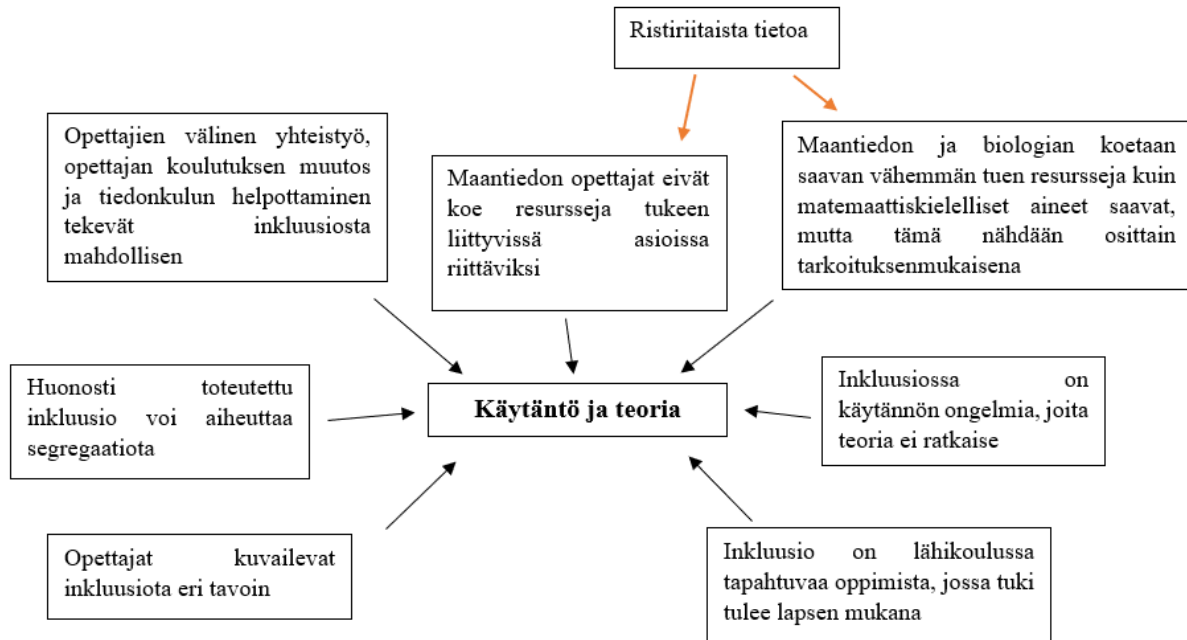 Ristiriitaista tietoa
Opettajien välinen yhteistyö,
opettajan koulutuksen muutos
ja tiedonkulun helpottaminen
tekevät inkluusiosta
mahdollisen
Maantiedon opettajat eivät
koe resursseja tukeen
liittyvissä asioissa
riittäviksi
Maantiedon ja biologian koetaan
saavan vähemmän tuen resursseja kuin
matemaattiskielelliset aineet saavat,
mutta tämä nähdään osittain
tarkoituksenmukaisena
Huonosti toteutettu
inkluusio voi aiheuttaa
segregaatiota
Käytäntö ja teoria
Inkluusiossa on
käytännön ongelmia, joita
teoria ei ratkaise
Opettajat kuvailevat
inkluusiota eri tavoin
Inkluusio on lähikoulussa
tapahtuvaa oppimista, jossa tuki
tulee lapsen mukana